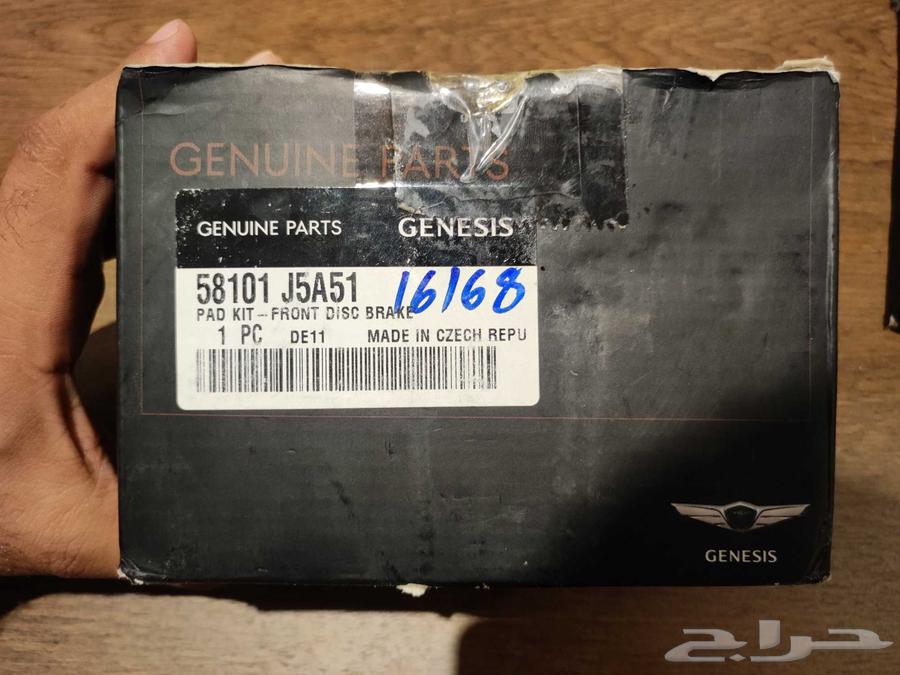 GENUINE PARTS
GENUINE PARTS GENESIS
58101 J5A51 16168
PAD KIT - FRONT DISC BRAKE
1 PC DE11 MADE IN CZECH REPU
GENESIS
حراج